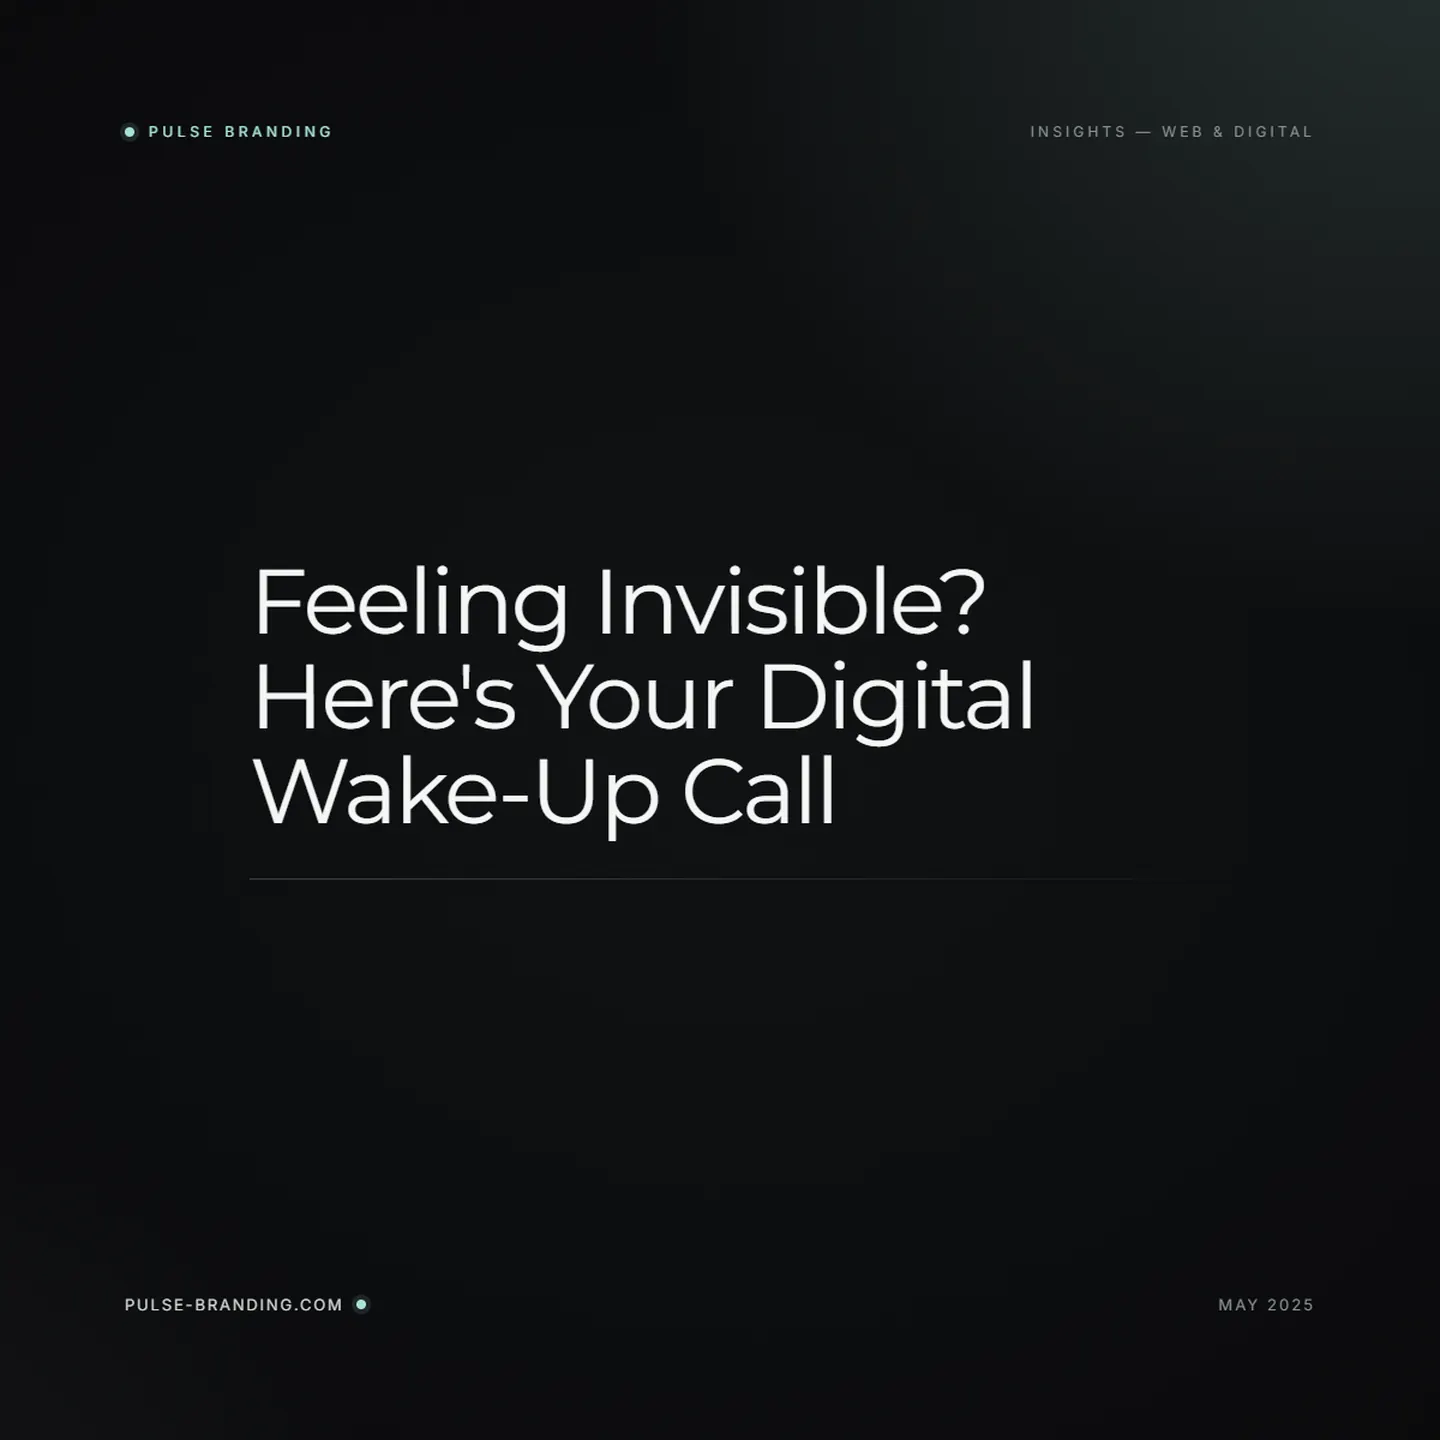 PULSE BRANDING
INSIGHTS — WEB & DIGITAL
Feeling Invisible?
Here's Your Digital
Wake-Up Call
PULSE-BRANDING.COM
MAY 2025